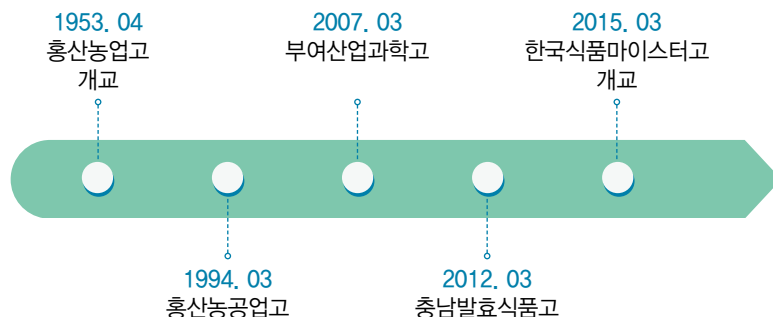 1953. 04
홍산농업고
개교
2007. 03
부여산업과학고
2015. 03
한국식품마이스터고
개교
1994. 03
홍산농공업고
2012. 03
충남발효식품고